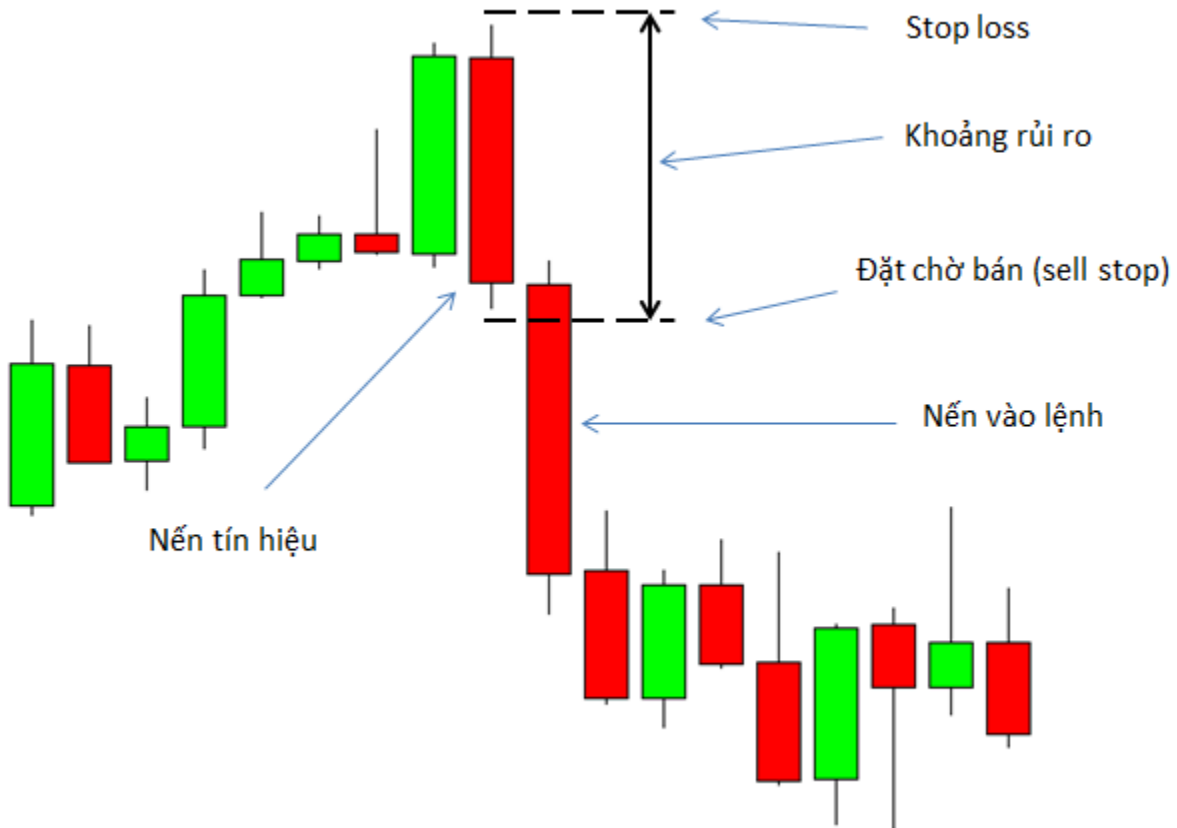 Stop loss
Khoảng rủi ro
Đặt chờ bán (sell stop)
Nến vào lệnh
Nến tín hiệu